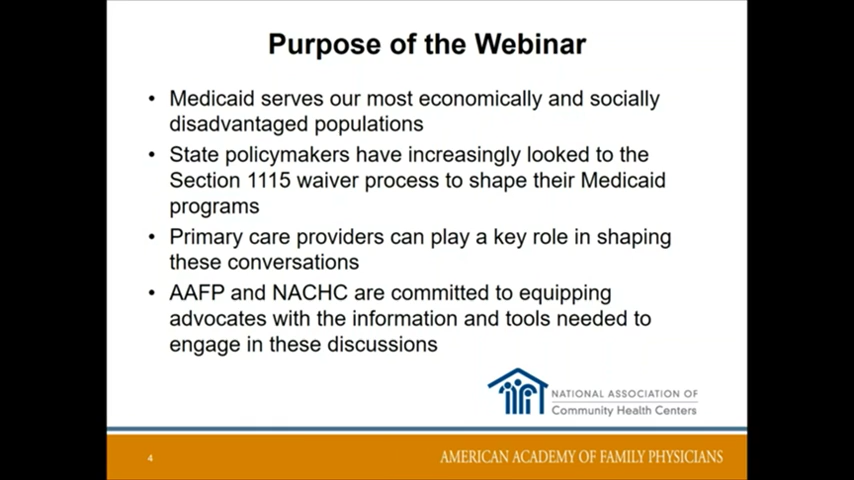 Purpose of the Webinar
• Medicaid serves our most economically and socially
disadvantaged populations
• State policymakers have increasingly looked to the
Section 1115 waiver process to shape their Medicaid
programs
• Primary care providers can play a key role in shaping
these conversations
• AAFP and NACHC are committed to equipping
advocates with the information and tools needed to
engage in these discussions
NATIONAL ASSOCIATION OF
Community Health Centers
4
AMERICAN ACADEMY OF FAMILY PHYSICIANS